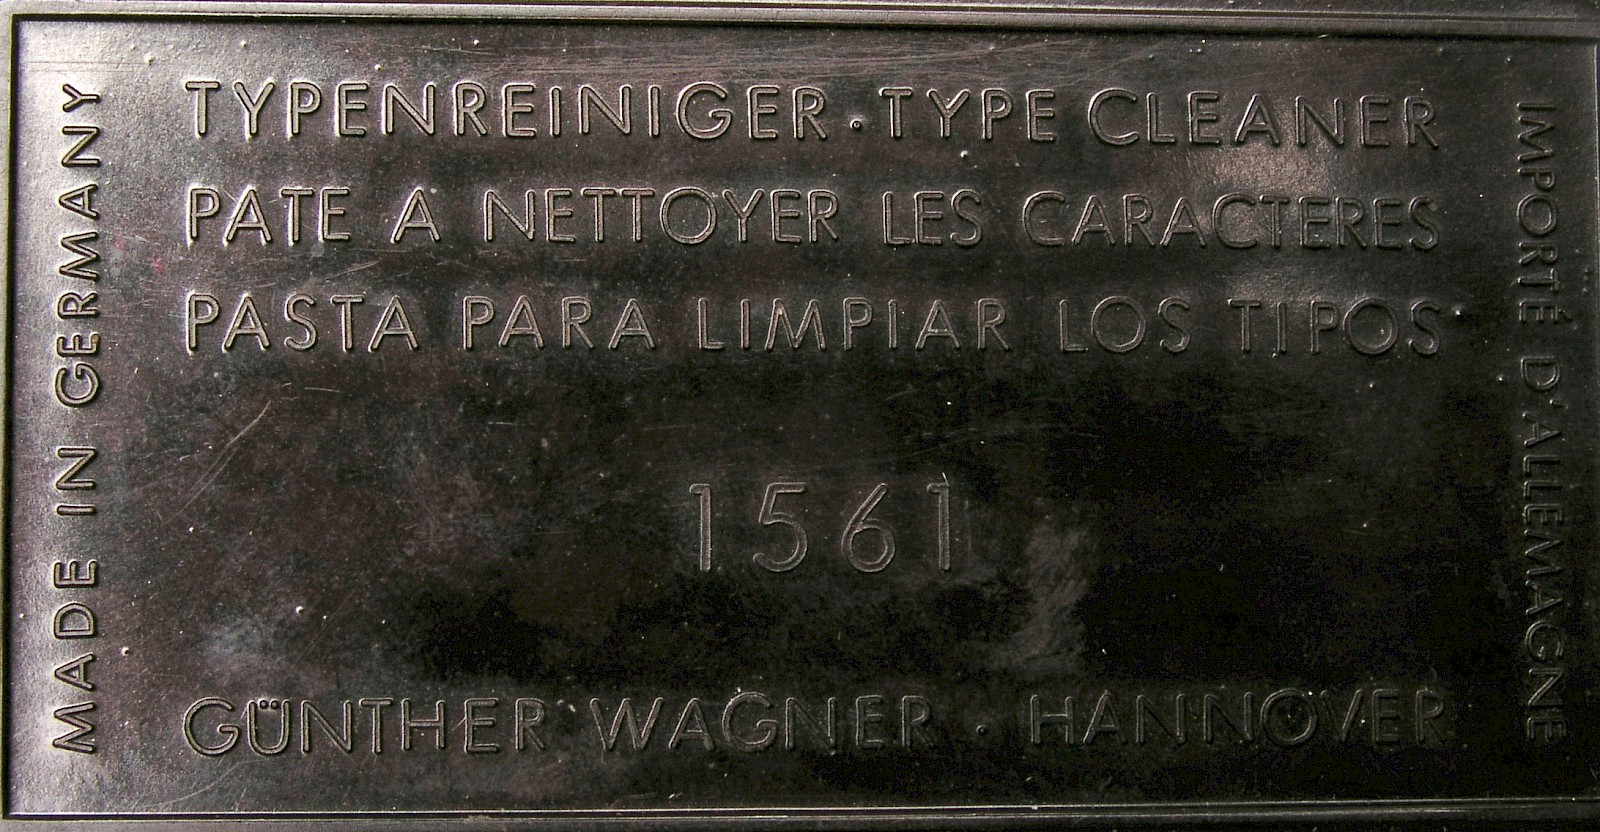 MADE IN GERMANY
TYPENREINIGER · TYPE CLEANER
PATE A NETTOYER LES CARACTERES
PASTA PARA LIMPIAR LOS TIPOS
1561
GÜNTHER WAGNER · HANNOVER
IMPORTÉ D'ALLEMAGNE